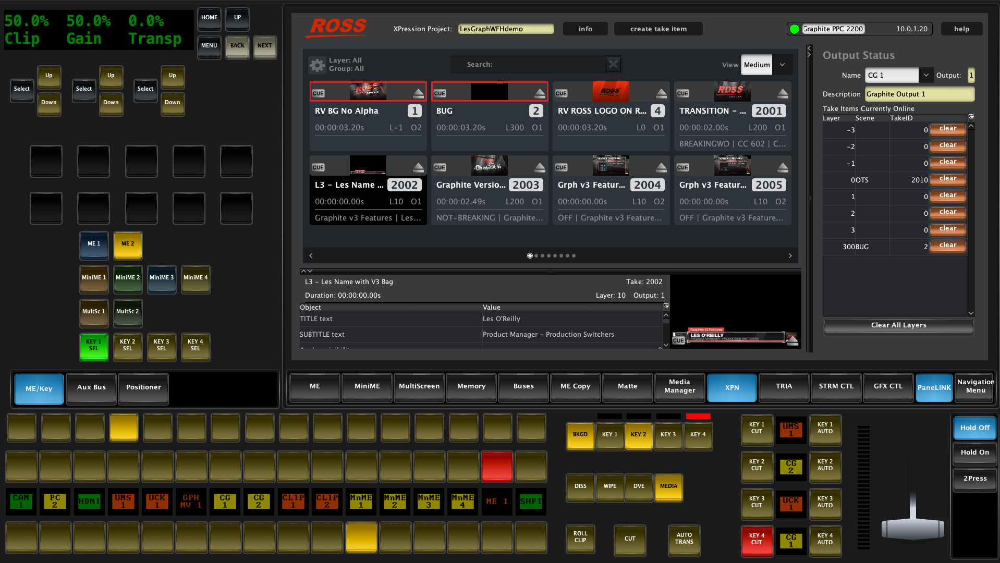 50.0% 50.0% 0.0%
Clip Gain Transp
HOME UP
MENU BACK NEXT
Select Up Down
Select Up Down
Select Up Down
ME 1 ME 2
MiniME 1 MiniME 2 MiniME 3 MiniME 4
MultSc 1 MultSc 2
KEY 1 SEL KEY 2 SEL KEY 3 SEL KEY 4 SEL
ME/Key Aux Bus Positioner
ROSS XPression Project: LesGraphWFHdemo info create take item Graphite PPC 2200 10.0.1.20 help
Layer: All
Group: All
Search: View Medium
CUE
RV BG No Alpha 1
00:00:03.20s L-1 O2
CUE
BUG 2
00:00:03.20s L300 O1
CUE ROSS
RV ROSS LOGO ON R... 4
00:00:03.20s L0 O1
CUE ROSS
TRANSITION - ... 2001
00:00:02.00s L200 O1
BREAKINGWD | CC 602 | C...
CUE
L3 - Les Name ... 2002
00:00:00.00s L10 O1
Graphite v3 Features | Les...
CUE
Graphite Versio... 2003
00:00:02.49s L200 O1
NOT-BREAKING | Graphite...
CUE
Grph v3 Featur... 2004
00:00:00.00s L10 O2
OFF | Graphite v3 Feature...
CUE
Grph v3 Featur... 2005
00:00:00.00s L10 O2
OFF | Graphite v3 Feature...
L3 - Les Name with V3 Bag Take: 2002
Duration: 00:00:00.00s Layer: 10 Output: 1
Object Value
TITLE text Les O'Reilly
SUBTITLE text Product Manager - Production Switchers
Graphite v3 Features
LES O'REILLY
PRODUCT MANAGER - PRODUCTION SWITCHERS
CUE
Output Status
Name CG 1 Output: 1
Description Graphite Output 1
Take Items Currently Online
Layer Scene TakeID
-3 0 clear
-2 0 clear
-1 0 clear
0 OTS 2010 clear
1 0 clear
2 0 clear
3 0 clear
300 BUG 2 clear
Clear All Layers
ME MiniME MultiScreen Memory Buses ME Copy Matte Media Manager XPN TRIA STRM CTL GFX CTL PaneLINK Navigation Menu
CAM 1 PC 2 HDMI UMS 1 UCK 1 GPH MV 1 CG 1 CG 2 CLIP 1 CLIP 2 MnME 1 MnME 2 MnME 3 MnME 4 ME 1 SHFT
BKGD KEY 1 KEY 2 KEY 3 KEY 4
DISS WIPE DVE MEDIA
ROLL CLIP CUT AUTO TRANS
KEY 1 CUT UMS 1 KEY 1 AUTO
KEY 2 CUT CG 2 KEY 2 AUTO
KEY 3 CUT UCK 1 KEY 3 AUTO
KEY 4 CUT CG 1 KEY 4 AUTO
Hold Off
Hold On
2Press